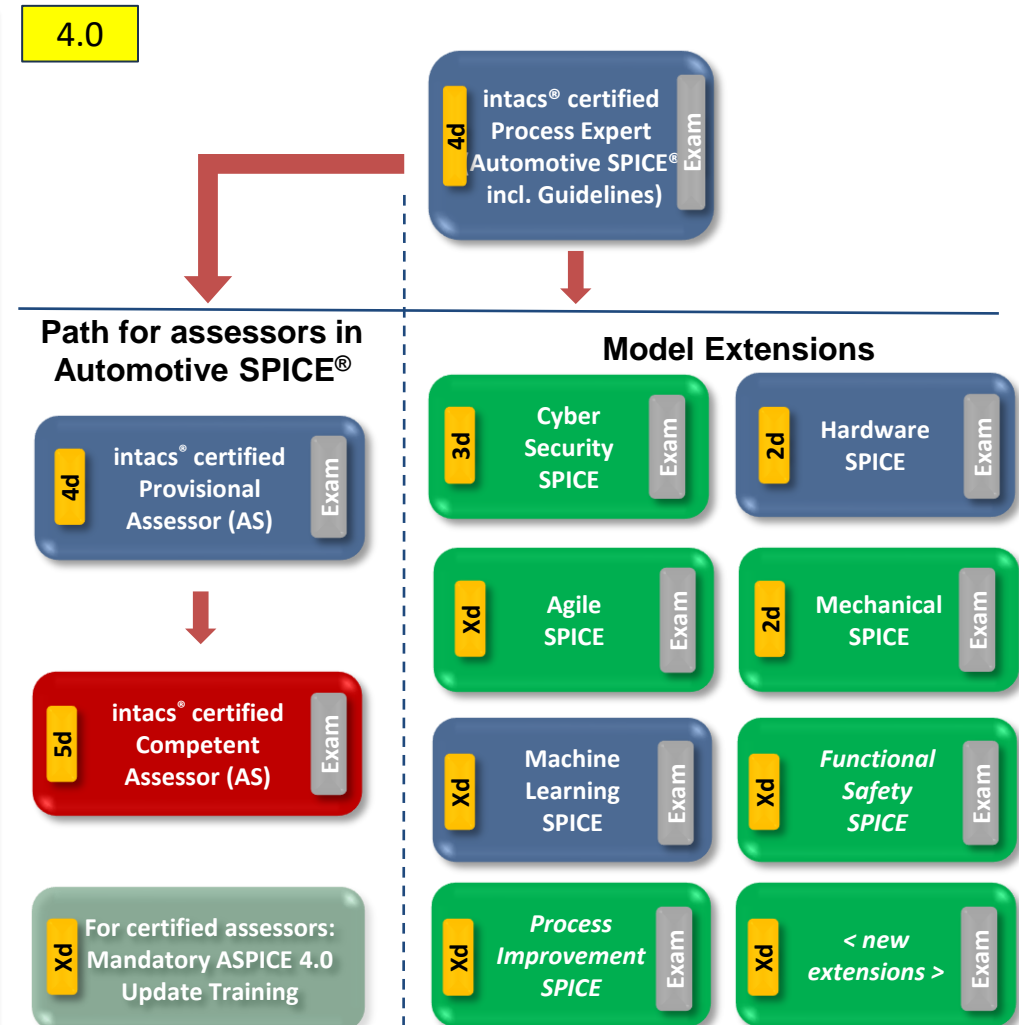 4.0
4d
intacs® certified
Process Expert
(Automotive SPICE®
incl. Guidelines)
Exam
Path for assessors in
Automotive SPICE®
Model Extensions
4d
intacs® certified
Provisional
Assessor (AS)
Exam
5d
intacs® certified
Competent
Assessor (AS)
Exam
Xd
For certified assessors:
Mandatory ASPICE 4.0
Update Training
3d
Cyber
Security
SPICE
Exam
2d
Hardware
SPICE
Exam
Xd
Agile
SPICE
Exam
2d
Mechanical
SPICE
Exam
Xd
Machine
Learning
SPICE
Exam
Xd
Functional
Safety
SPICE
Exam
Xd
Process
Improvement
SPICE
Exam
Xd
< new
extensions >
Exam